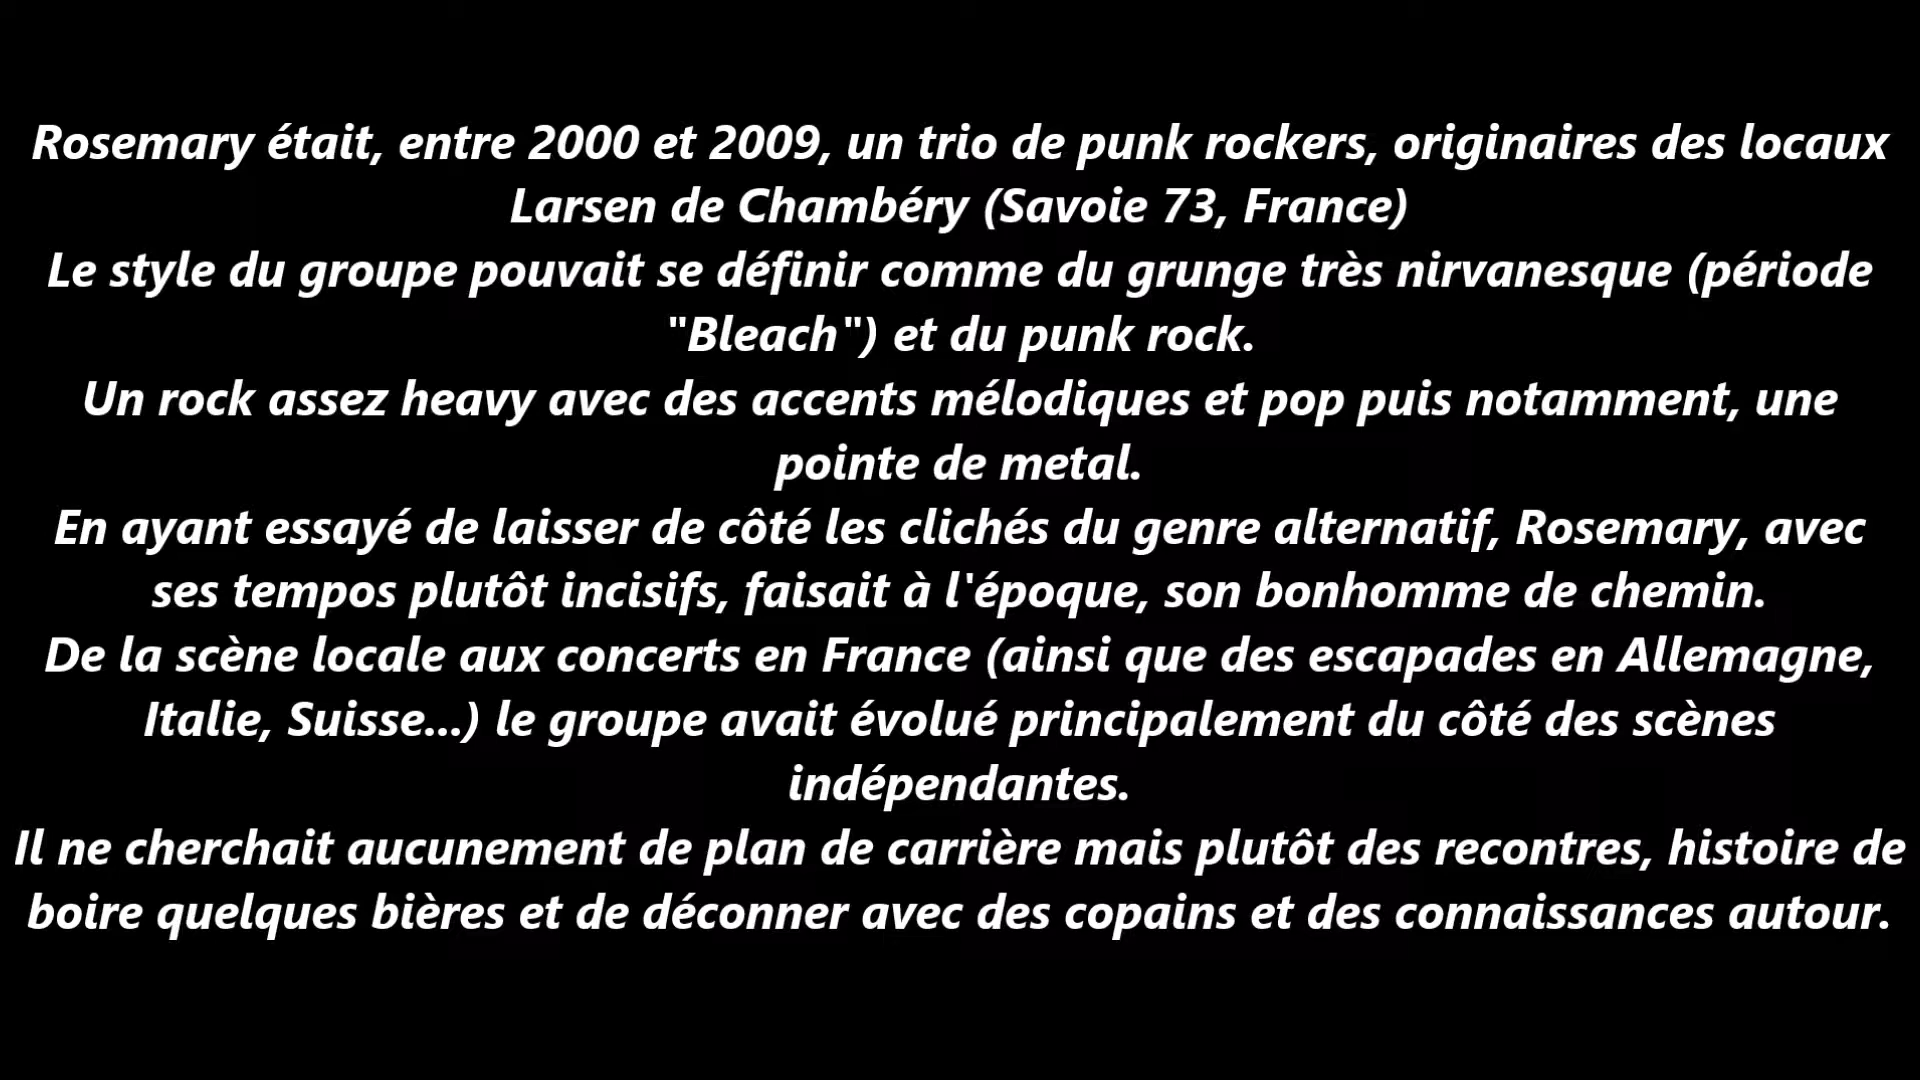 Rosemary était, entre 2000 et 2009, un trio de punk rockers, originaires des locaux
Larsen de Chambéry (Savoie 73, France)
Le style du groupe pouvait se définir comme du grunge très nirvanesque (période
"Bleach") et du punk rock.
Un rock assez heavy avec des accents mélodiques et pop puis notamment, une
pointe de metal.
En ayant essayé de laisser de côté les clichés du genre alternatif, Rosemary, avec
ses tempos plutôt incisifs, faisait à l'époque, son bonhomme de chemin.
De la scène locale aux concerts en France (ainsi que des escapades en Allemagne,
Italie, Suisse...) le groupe avait évolué principalement du côté des scènes
indépendantes.
Il ne cherchait aucunement de plan de carrière mais plutôt des recontres, histoire de
boire quelques bières et de déconner avec des copains et des connaissances autour.